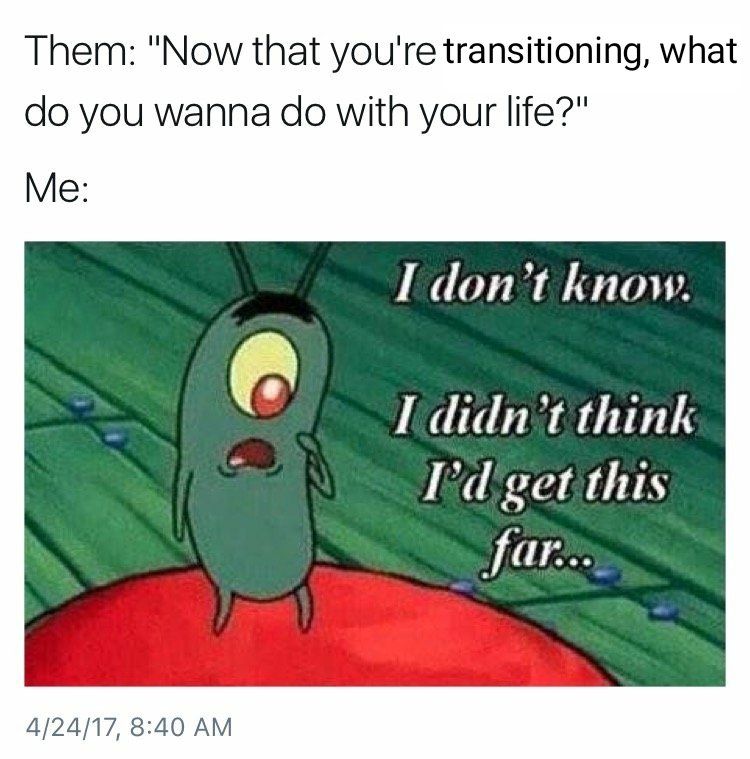 Them: "Now that you're transitioning, what
do you wanna do with your life?"
Me:
I don't know.
I didn't think
I'd get this
far...
4/24/17, 8:40 AM